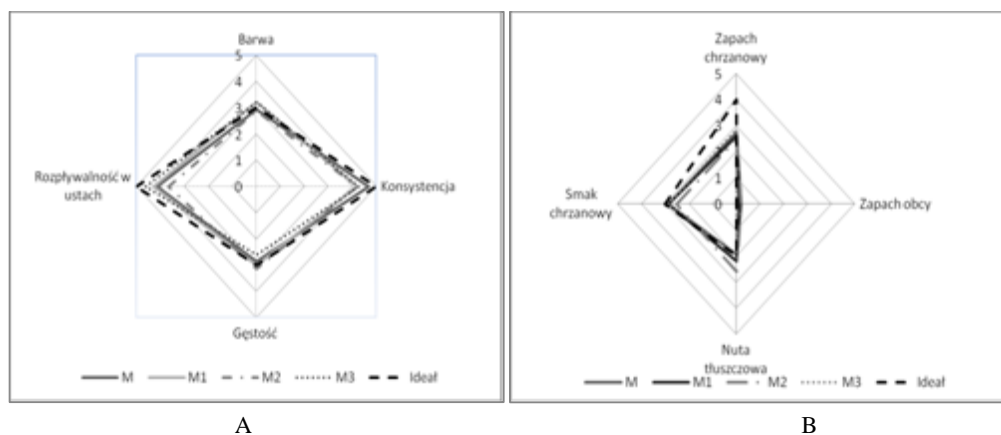 Barwa
5
4
3
2
1
0
Rozpływalność w
ustach
Konsystencja
Gęstość
M M1 M2 M3 Ideał
A
Zapach
chrzanowy
5
4
3
1
0
Smak
chrzanowy
Zapach obcy
Nuta
tłuszczowa
M M1 M2 M3 Ideał
B